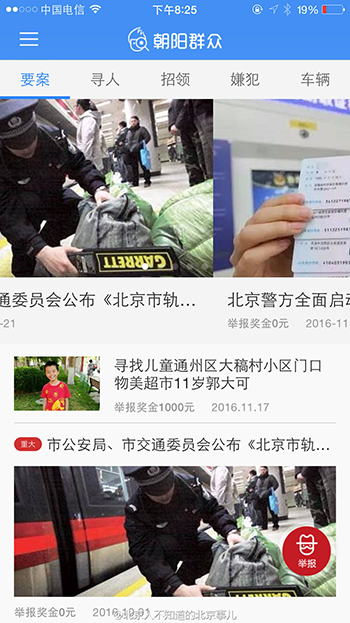 中国电信
下午8:25
19%
朝阳群众
要案 寻人 招领 嫌犯 车辆
GARRETT
通委员会公布《北京市轨...
-21
北京警方全面启动
举报奖金0元 2016-11-
寻找儿童通州区大稿村小区门口
物美超市11岁郭大可
举报奖金1000元 2016.11.17
重大 市公安局、市交通委员会公布《北京市轨...
GARRETT
举报
@北京人不知道的北京事儿
举报奖金0元 2016.10.01